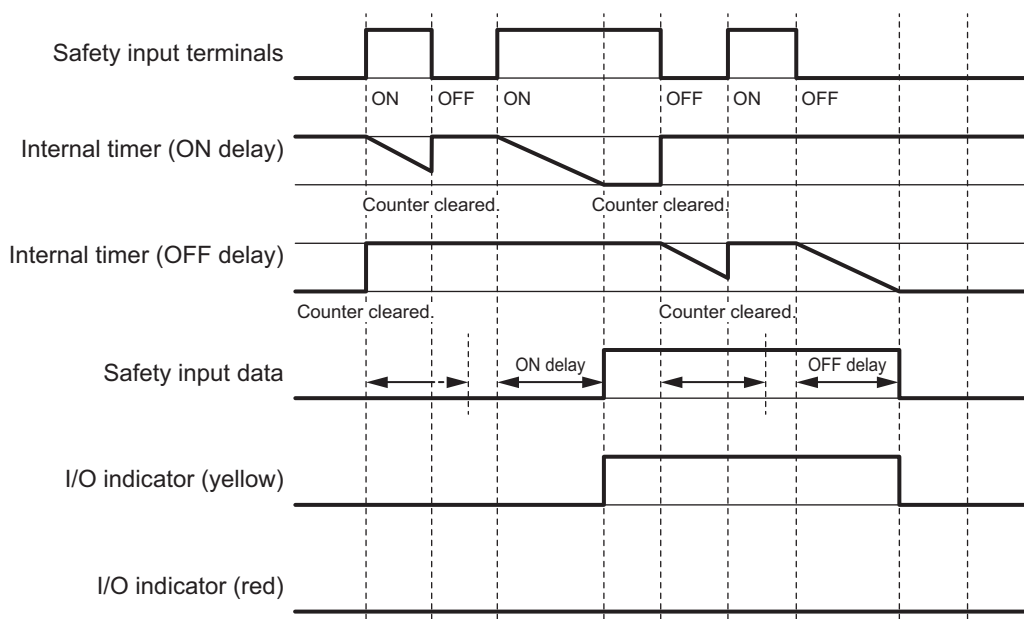 Safety input terminals
ON OFF ON OFF ON OFF
Internal timer (ON delay)
Counter cleared. Counter cleared.
Internal timer (OFF delay)
Counter cleared. Counter cleared.
Safety input data
ON delay OFF delay
I/O indicator (yellow)
I/O indicator (red)